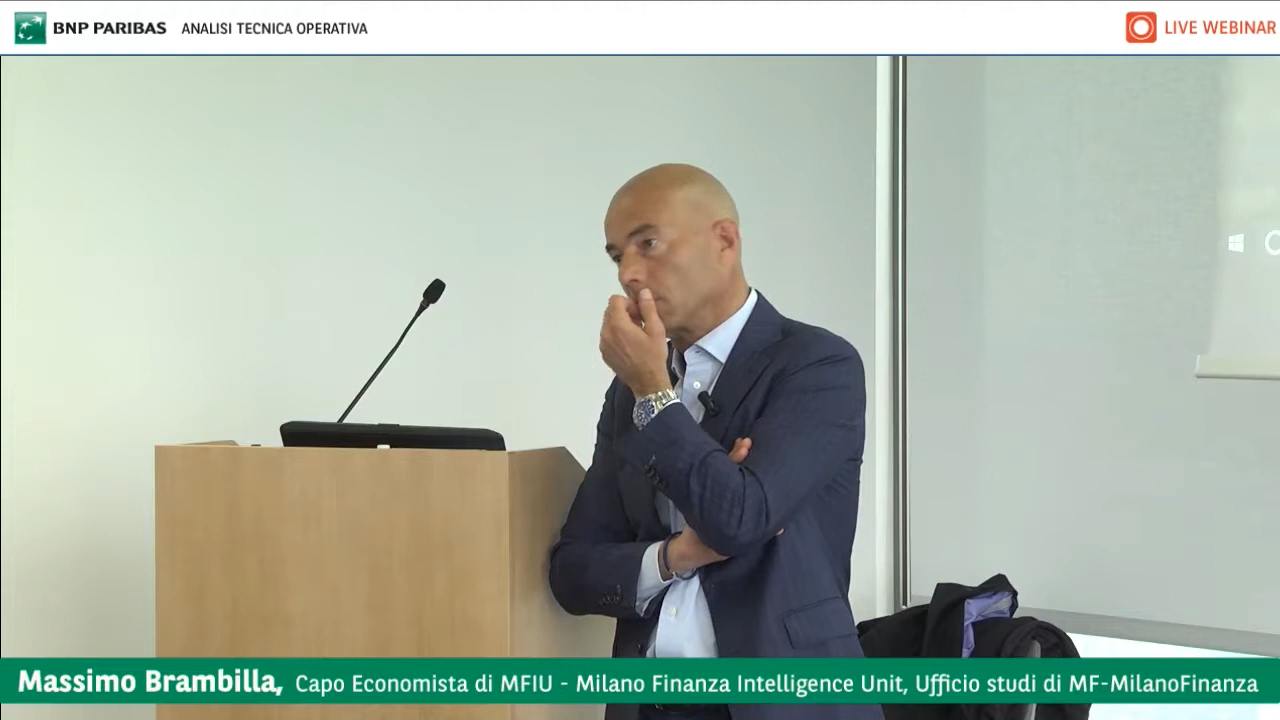 BNP PARIBAS ANALISI TECNICA OPERATIVA
LIVE WEBINAR
Massimo Brambilla, Capo Economista di MFIU - Milano Finanza Intelligence Unit, Ufficio studi di MF-MilanoFinanza